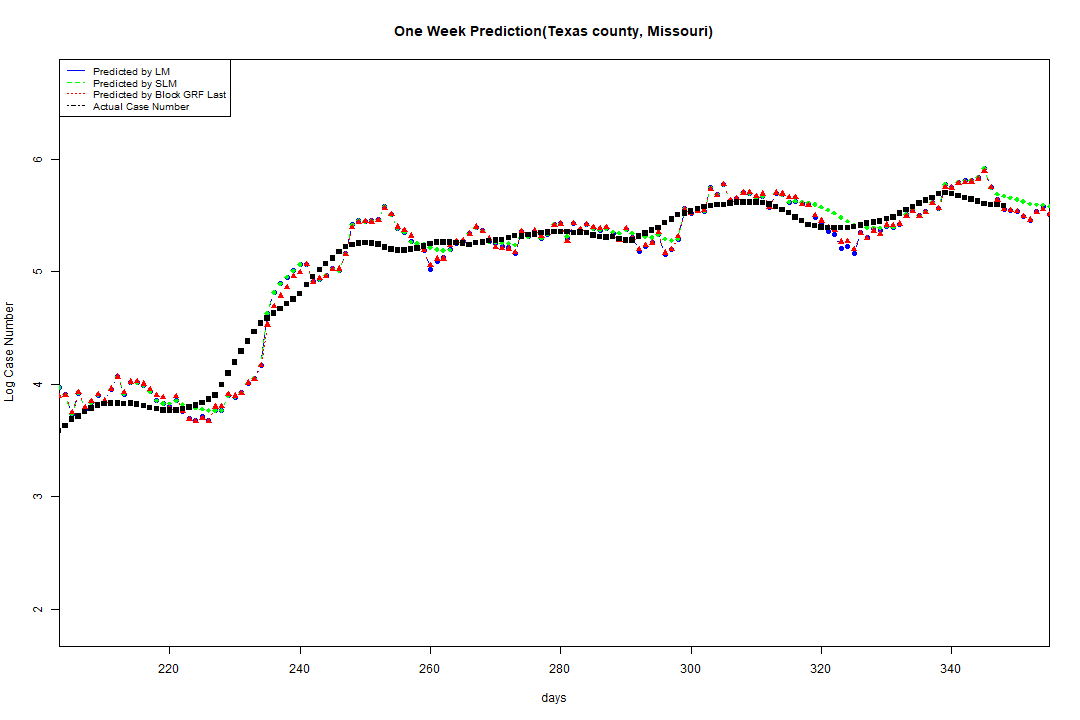 One Week Prediction(Texas county, Missouri)
Predicted by LM
Predicted by SLM
Predicted by Block GRF Last
Actual Case Number
6
5
4
3
2
Log Case Number
220 240 260 280 300 320 340
days